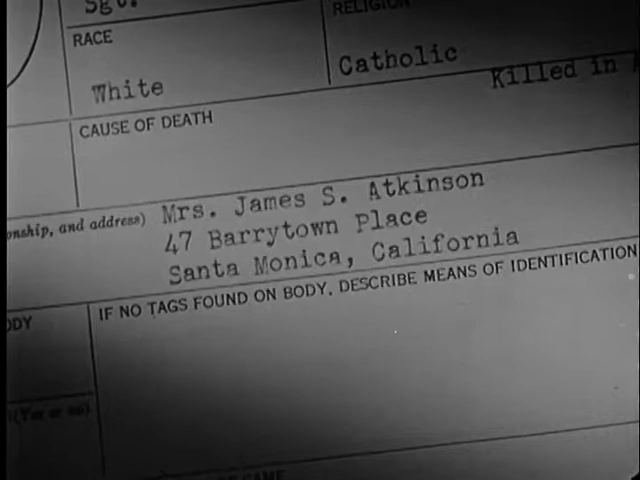 Sgt.
RELIGION
RACE
White
Catholic
Killed in
CAUSE OF DEATH
onship, and address) Mrs. James S. Atkinson
47 Barrytown Place
Santa Monica, California
ODY
IF NO TAGS FOUND ON BODY, DESCRIBE MEANS OF IDENTIFICATION
(Yes or no)